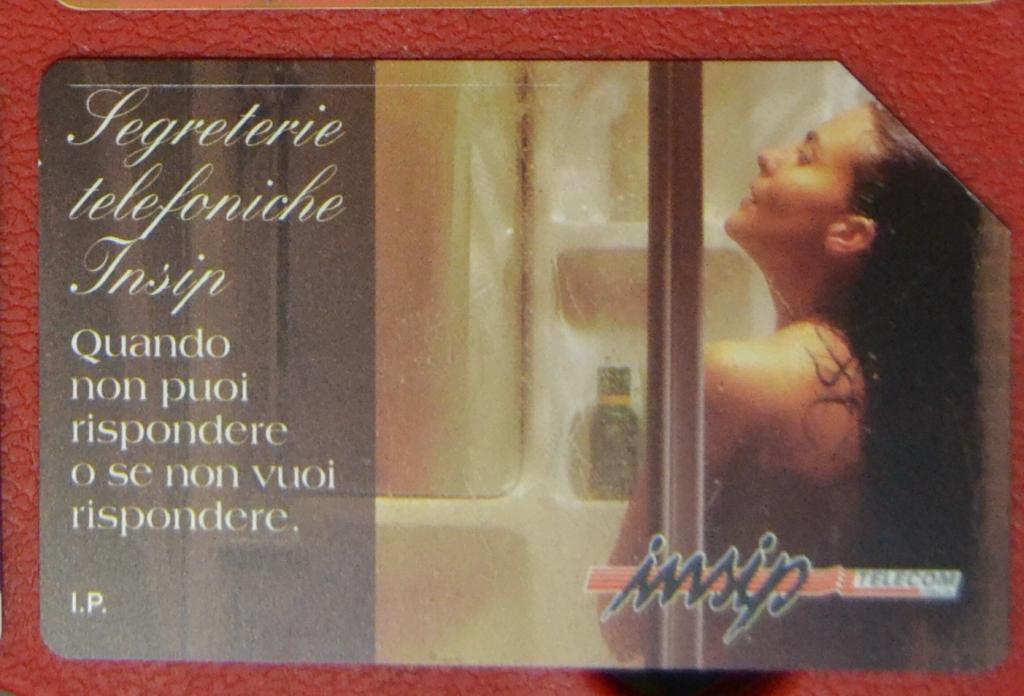 Segreterie
telefoniche
Insip
Quando
non puoi
rispondere
o se non vuoi
rispondere.
I.P.
insip TELECOM